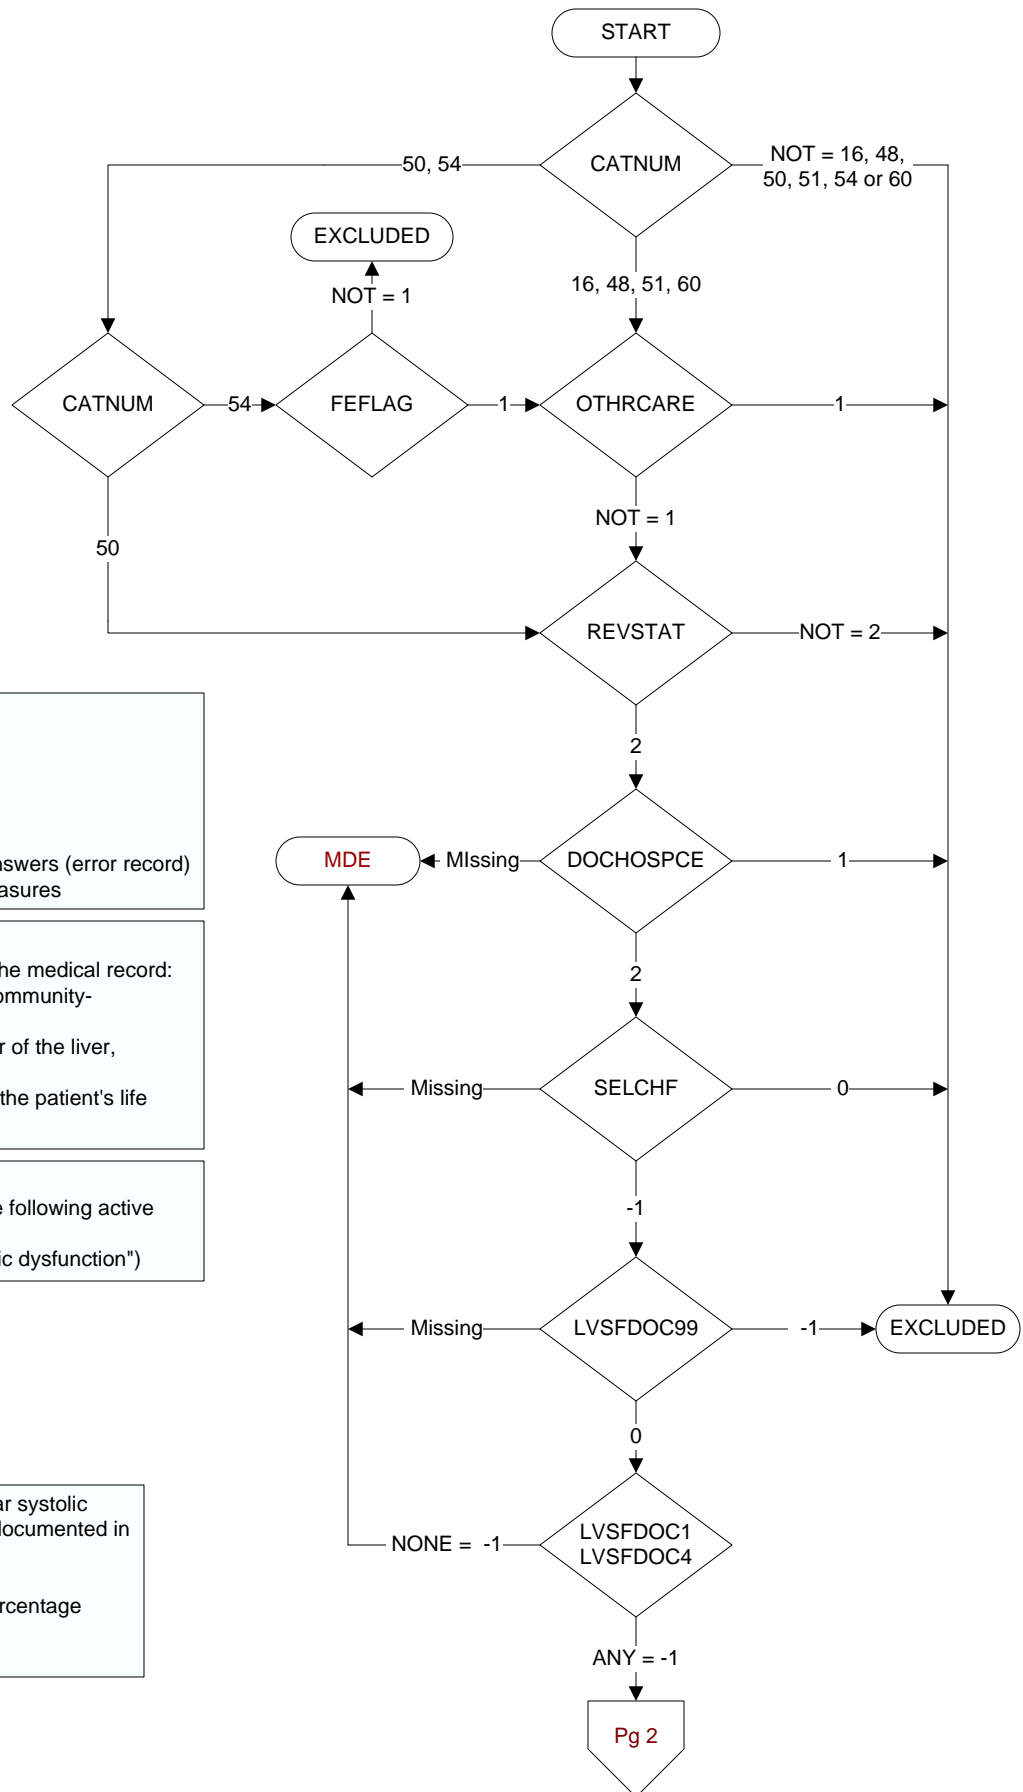 START
CATNUM
50, 54
NOT = 16, 48,
50, 51, 54 or 60
EXCLUDED
NOT = 1
16, 48, 51, 60
CATNUM
54
FEFLAG
1
OTHRCARE
1
NOT = 1
50
REVSTAT
NOT = 2
2
nswers (error record)
asures
MDE
MIssing
DOCHOSPCE
1
he medical record:
ommunity-
r of the liver,
the patient's life
2
Missing
SELCHF
0
e following active
ic dysfunction")
-1
Missing
LVSFDOC99
-1
EXCLUDED
0
ar systolic
documented in
rcentage
NONE = -1
LVSFDOC1
LVSFDOC4
ANY = -1
Pg 2